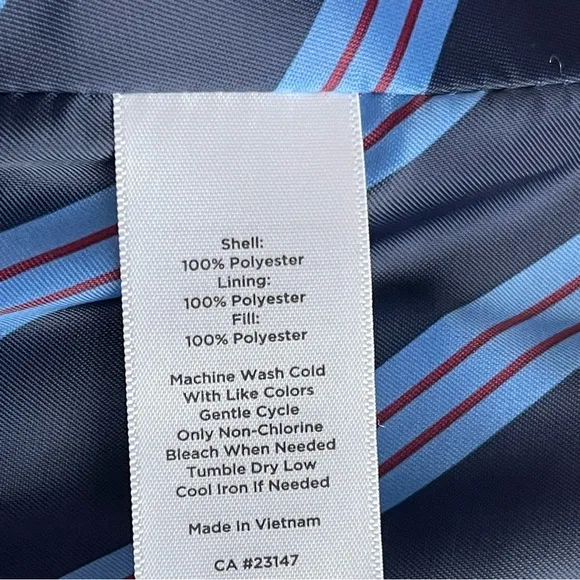 Shell:
100% Polyester
Lining:
100% Polyester
Fill:
100% Polyester
Machine Wash Cold
With Like Colors
Gentle Cycle
Only Non-Chlorine
Bleach When Needed
Tumble Dry Low
Cool Iron If Needed
Made In Vietnam
CA #23147